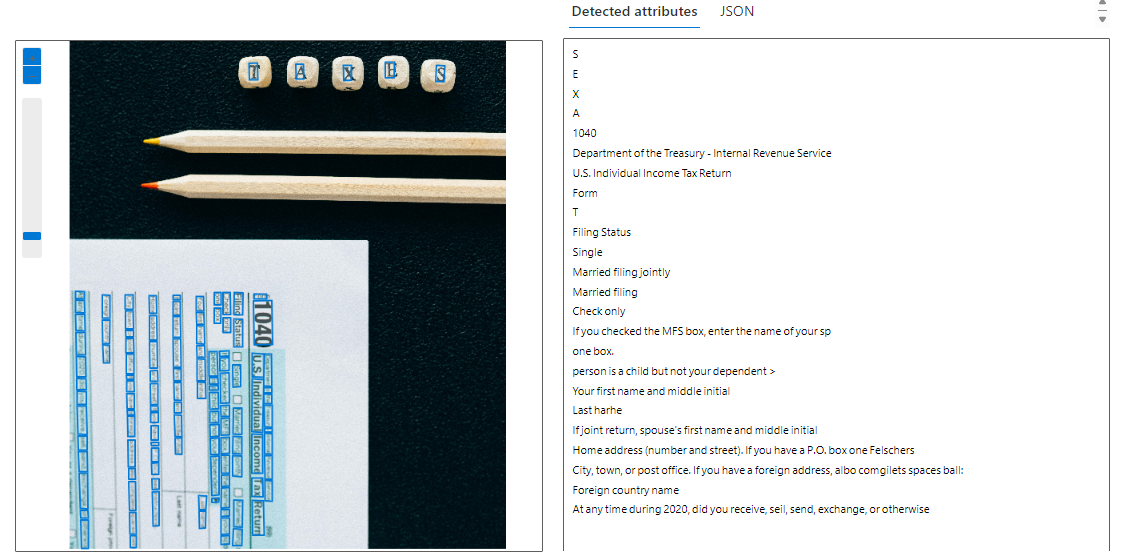 Detected attributes
JSON
T A X E S
1040
U.S. Individual Income Tax Return
Filing Status
Last name
S
E
X
A
1040
Department of the Treasury - Internal Revenue Service
U.S. Individual Income Tax Return
Form
T
Filing Status
Single
Married filing jointly
Married filing
Check only
If you checked the MFS box, enter the name of your sp
one box.
person is a child but not your dependent >
Your first name and middle initial
Last harhe
If joint return, spouse's first name and middle initial
Home address (number and street). If you have a P.O. box one Felschers
City, town, or post office. If you have a foreign address, albo comgilets spaces ball:
Foreign country name
At any time during 2020, did you receive, seil, send, exchange, or otherwise